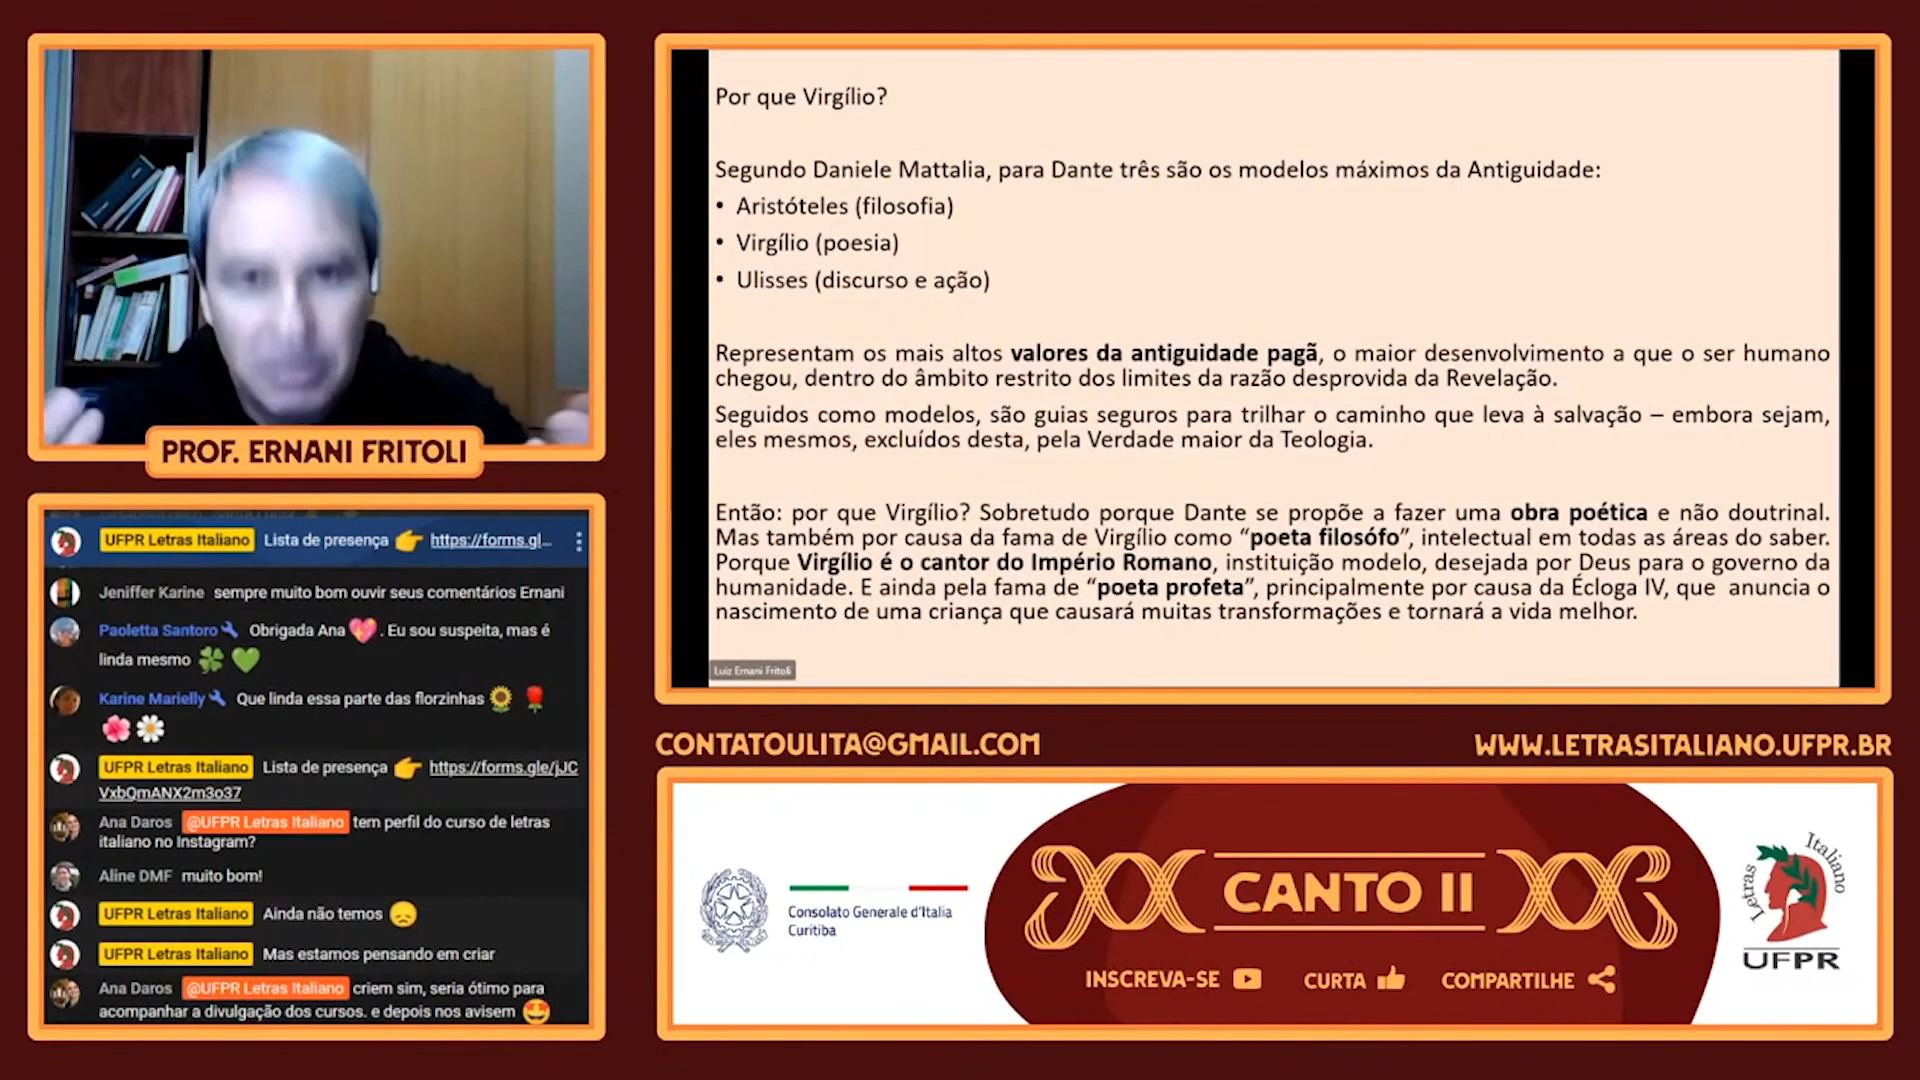 PROF. ERNANI FRITOLI
UFPR Letras Italiano Lista de presença https://forms.gl...
Jeniffer Karine sempre muito bom ouvir seus comentários Ernani
Paoletta Santoro Obrigada Ana . Eu sou suspeita, mas é
linda mesmo
Karine Marielly Que linda essa parte das florzinhas
UFPR Letras Italiano Lista de presença https://forms.gle/jJC
VxbQmANX2m3o37
Ana Daros @UFPR Letras Italiano tem perfil do curso de letras
italiano no Instagram?
Aline DMF muito bom!
UFPR Letras Italiano Ainda não temos
UFPR Letras Italiano Mas estamos pensando em criar
Ana Daros @UFPR Letras Italiano criem sim, seria ótimo para
acompanhar a divulgação dos cursos. e depois nos avisem
Por que Virgílio?
Segundo Daniele Mattalia, para Dante três são os modelos máximos da Antiguidade:
• Aristóteles (filosofia)
• Virgílio (poesia)
• Ulisses (discurso e ação)
Representam os mais altos valores da antiguidade pagã, o maior desenvolvimento a que o ser humano
chegou, dentro do âmbito restrito dos limites da razão desprovida da Revelação.
Seguidos como modelos, são guias seguros para trilhar o caminho que leva à salvação – embora sejam,
eles mesmos, excluídos desta, pela Verdade maior da Teologia.
Então: por que Virgílio? Sobretudo porque Dante se propõe a fazer uma obra poética e não doutrinal.
Mas também por causa da fama de Virgílio como “poeta filosófo”, intelectual em todas as áreas do saber.
Porque Virgílio é o cantor do Império Romano, instituição modelo, desejada por Deus para o governo da
humanidade. E ainda pela fama de “poeta profeta”, principalmente por causa da Écloga IV, que anuncia o
nascimento de uma criança que causará muitas transformações e tornará a vida melhor.
Luiz Ernani Fritoli
CONTATOULITA@GMAIL.COM
WWW.LETRASITALIANO.UFPR.BR
Consolato Generale d'Italia
Curitiba
CANTO II
INSCREVA-SE
CURTA
COMPARTILHE
Letras Italiano
UFPR